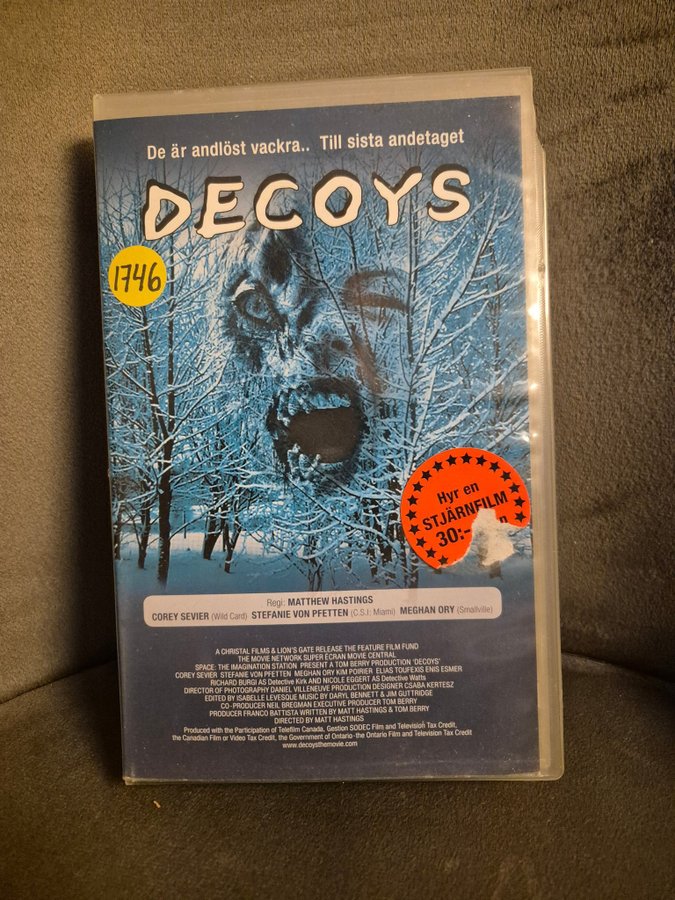 De är andlöst vackra.. Till sista andetaget
DECOYS
1746
Hyr en
STJÄRNFILM
30:-
Regi: MATTHEW HASTINGS
COREY SEVIER (Wild Card) STEFANIE VON PFETTEN (C.S.I: Miami) MEGHAN ORY (Smallville)
A CHRISTAL FILMS & LION'S GATE RELEASE THE FEATURE FILM FUND
THE MOVIE NETWORK SUPER ÉCRAN MOVIE CENTRAL
SPACE: THE IMAGINATION STATION PRESENT A TOM BERRY PRODUCTION 'DECOYS'
COREY SEVIER STEFANIE VON PFETTEN MEGHAN ORY KIM POIRIER ELIAS TOUFEXIS ENIS ESMER
RICHARD BURGI AS Detective Kirk AND NICOLE EGGERT AS Detective Watts
DIRECTOR OF PHOTOGRAPHY DANIEL VILLENEUVE PRODUCTION DESIGNER CSABA KERTESZ
EDITED BY ISABELLE LEVESQUE MUSIC BY DARYL BENNETT & JIM GUTTRIDGE
CO-PRODUCER NEIL BREGMAN EXECUTIVE PRODUCER TOM BERRY
PRODUCER FRANCO BATTISTA WRITTEN BY MATT HASTINGS & TOM BERRY
DIRECTED BY MATT HASTINGS
Produced with the Participation of Telefilm Canada, Gestion SODEC Film and Television Tax Credit,
the Canadian Film or Video Tax Credit, the Government of Ontario-the Ontario Film and Television Tax Credit
www.decoysthemovie.com